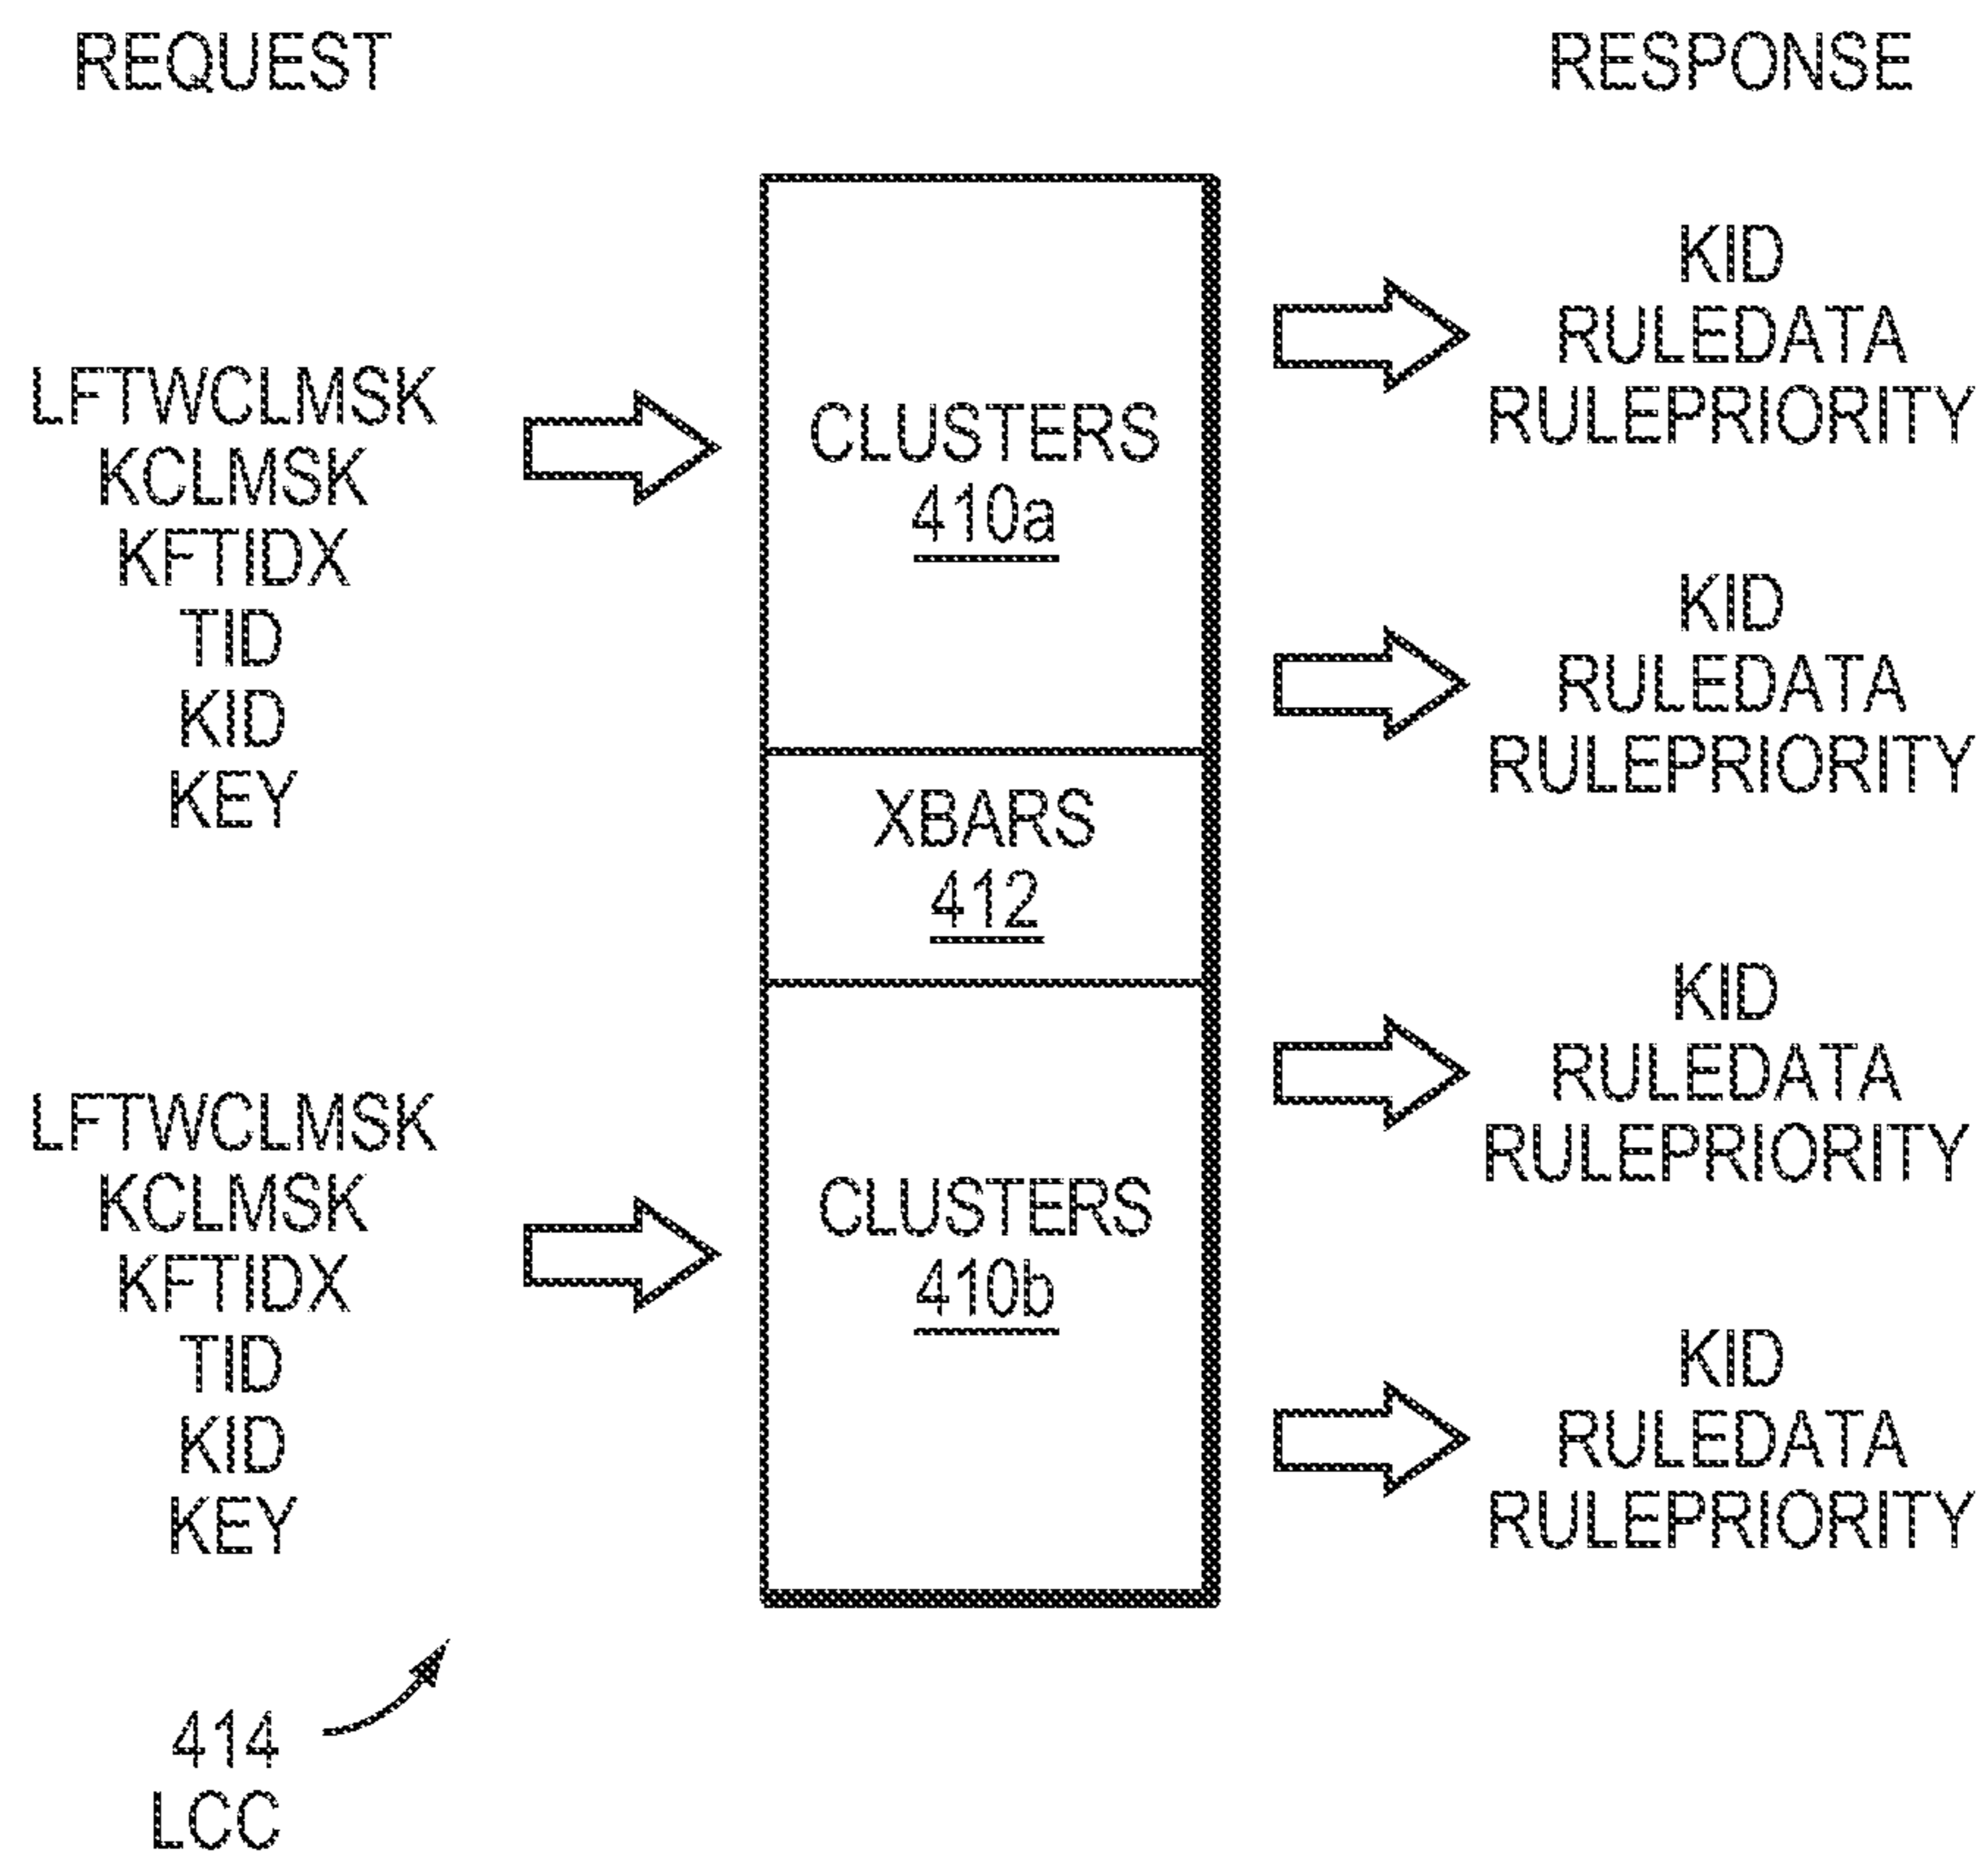 REQUEST
LFTWCLMSK
KCLMSK
KFTIDX
TID
KID
KEY
LFTWCLMSK
KCLMSK
KFTIDX
TID
KID
KEY
414
LCC
CLUSTERS
410a
XBARS
412
CLUSTERS
410b
RESPONSE
KID
RULEDATA
RULEPRIORITY
KID
RULEDATA
RULEPRIORITY
KID
RULEDATA
RULEPRIORITY
KID
RULEDATA
RULEPRIORITY